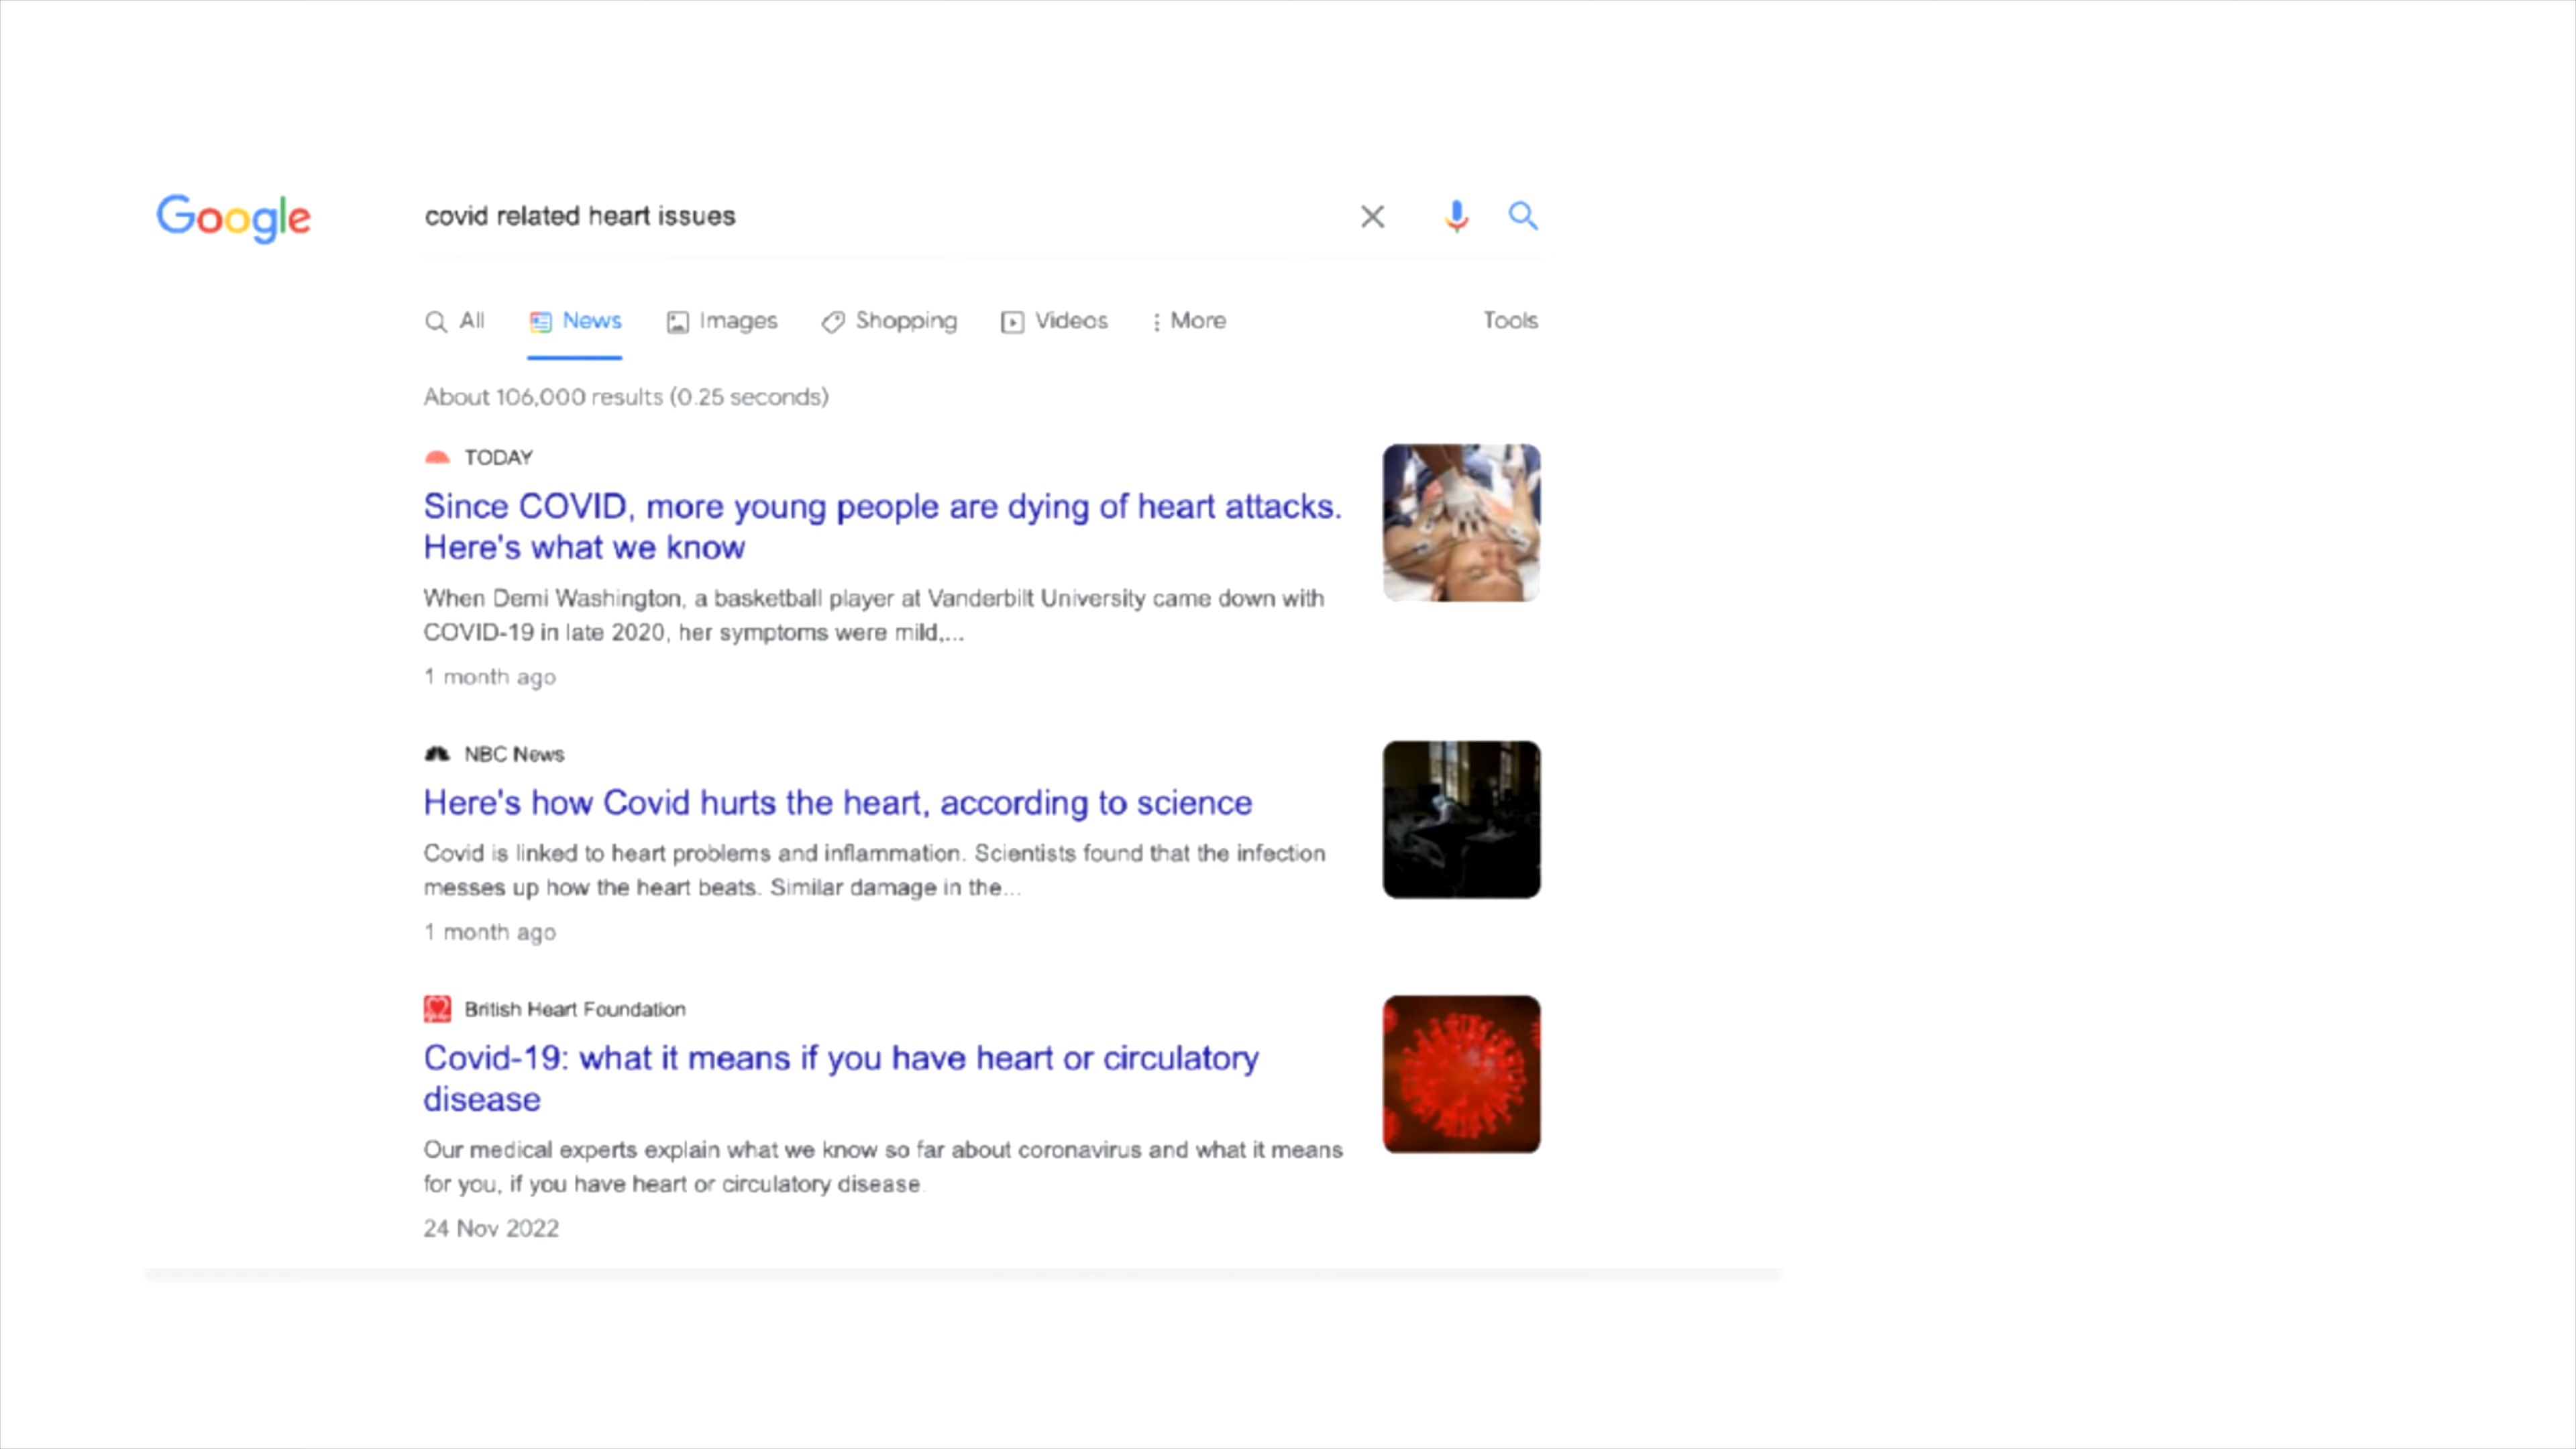 Google
covid related heart issues
All News Images Shopping Videos More Tools
About 106,000 results (0.25 seconds)
TODAY
Since COVID, more young people are dying of heart attacks.
Here's what we know
When Demi Washington, a basketball player at Vanderbilt University came down with
COVID-19 in late 2020, her symptoms were mild,...
1 month ago
NBC News
Here's how Covid hurts the heart, according to science
Covid is linked to heart problems and inflammation. Scientists found that the infection
messes up how the heart beats. Similar damage in the...
1 month ago
British Heart Foundation
Covid-19: what it means if you have heart or circulatory
disease
Our medical experts explain what we know so far about coronavirus and what it means
for you, if you have heart or circulatory disease.
24 Nov 2022